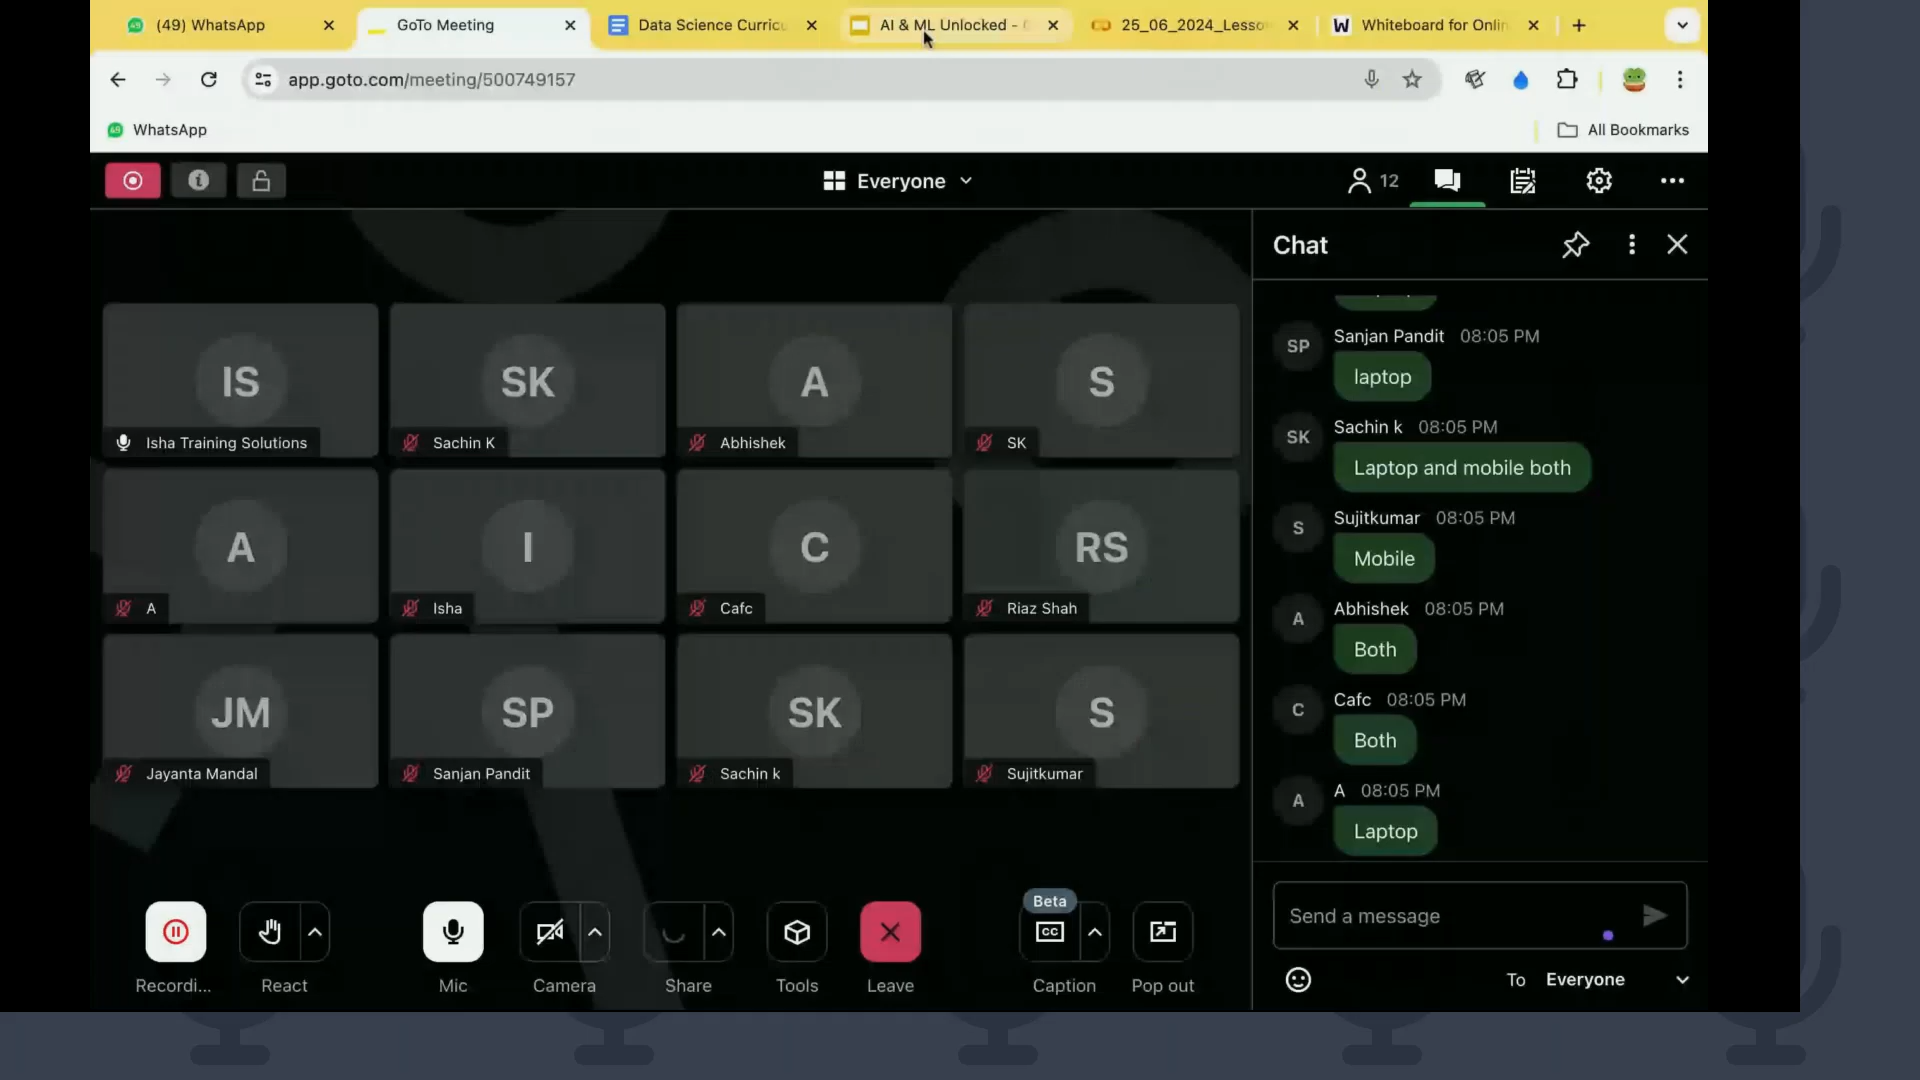 (49) WhatsApp
GoTo Meeting
Data Science Curricu
AI & ML Unlocked -
25_06_2024_Lesso
Whiteboard for Onlin
app.goto.com/meeting/500749157
WhatsApp
All Bookmarks
Everyone
12
Chat
IS
Isha Training Solutions
SK
Sachin K
A
Abhishek
S
SK
A
A
I
Isha
C
Cafc
RS
Riaz Shah
JM
Jayanta Mandal
SP
Sanjan Pandit
SK
Sachin k
S
Sujitkumar
SP
Sanjan Pandit 08:05 PM
laptop
SK
Sachin k 08:05 PM
Laptop and mobile both
S
Sujitkumar 08:05 PM
Mobile
A
Abhishek 08:05 PM
Both
C
Cafc 08:05 PM
Both
A
A 08:05 PM
Laptop
Send a message
To Everyone
Recordi...
React
Mic
Camera
Share
Tools
Leave
Beta
CC
Caption
Pop out